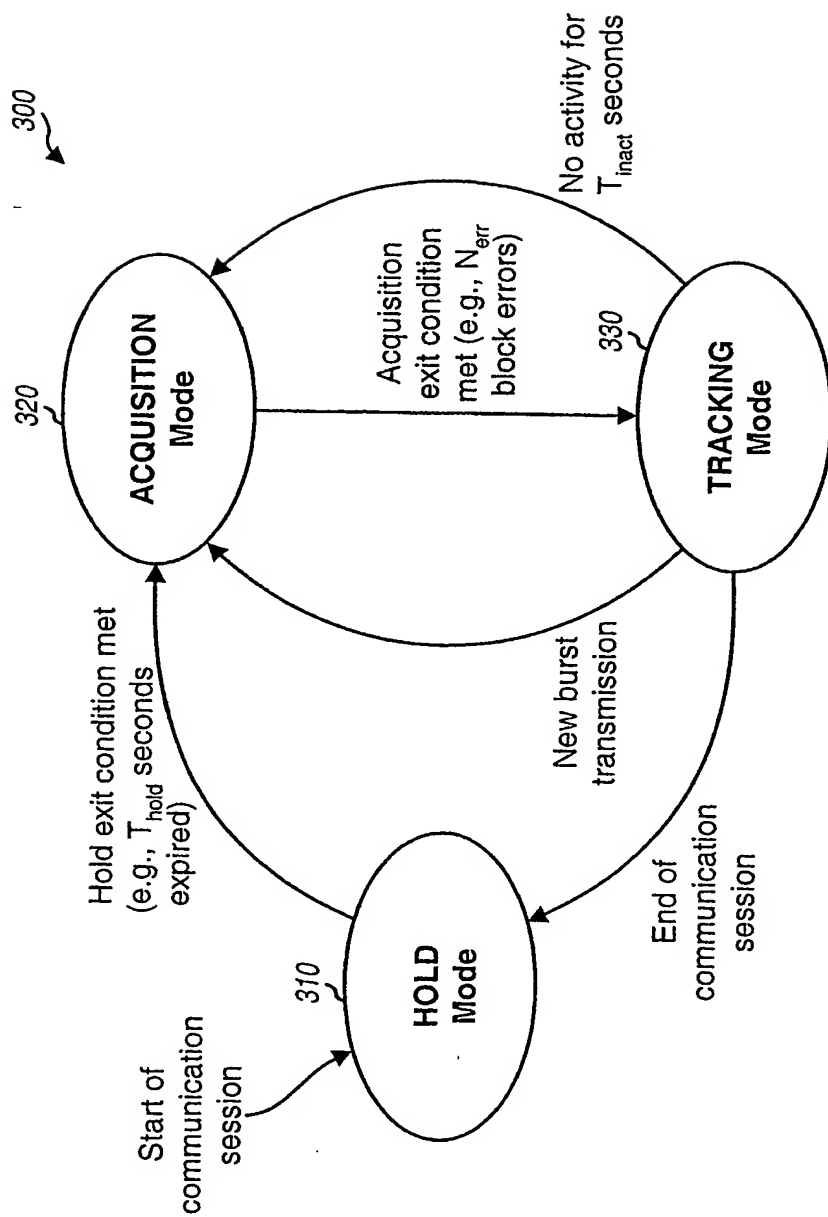 300
320
ACQUISITION
Mode
Hold exit condition met
(e.g., T_hold seconds
expired)
Acquisition
exit condition
met (e.g., N_err
block errors)
No activity for
T_inact seconds
Start of
communication
session
310
HOLD
Mode
New burst
transmission
330
TRACKING
Mode
End of
communication
session